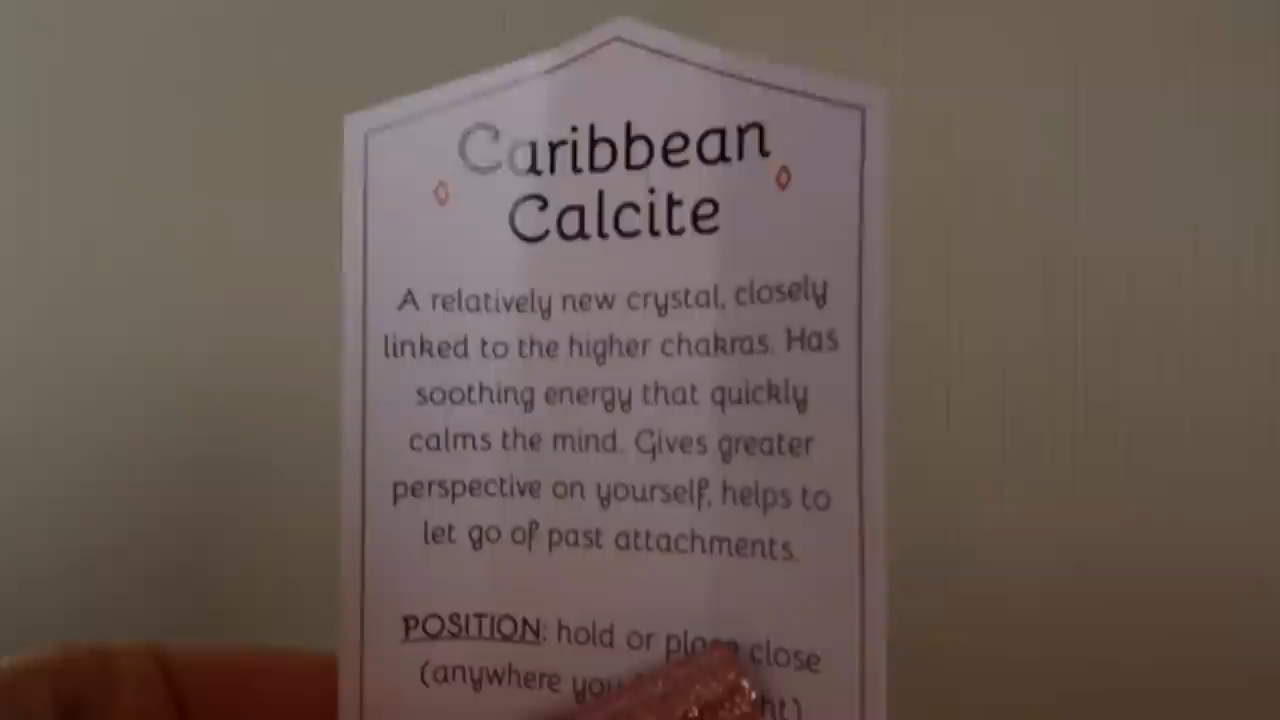 Caribbean
Calcite
A relatively new crystal, closely
linked to the higher chakras. Has
soothing energy that quickly
calms the mind. Gives greater
perspective on yourself, helps to
let go of past attachments.
POSITION: hold or place close
(anywhere you